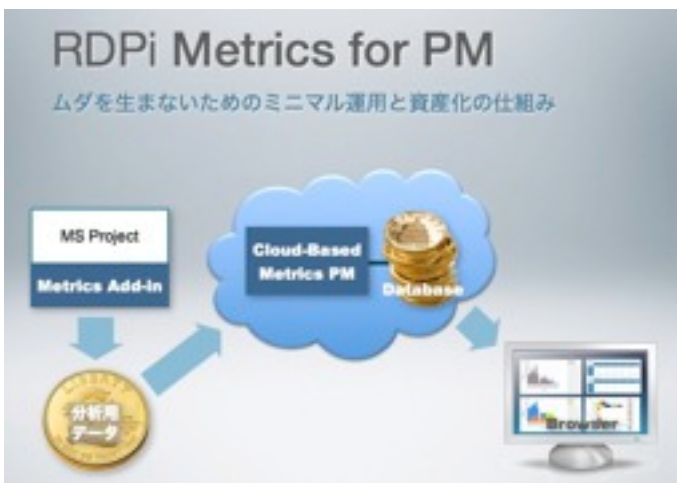 RDPi Metrics for PM
ムダを生まないためのミニマル運用と資産化の仕組み
MS Project
Metrics Add-in
Cloud-Based
Metrics PM
Database
分析用
データ
Browser